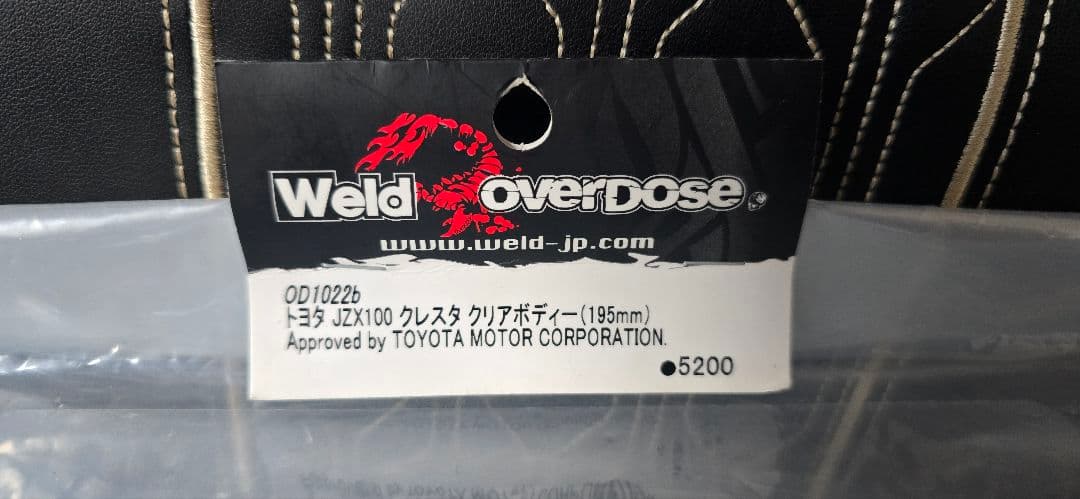 Weld OVERDOSE.
www.weld-jp.com
OD1022b
トヨタ JZX100 クレスタ クリアボディー(195mm)
Approved by TOYOTA MOTOR CORPORATION.
●5200